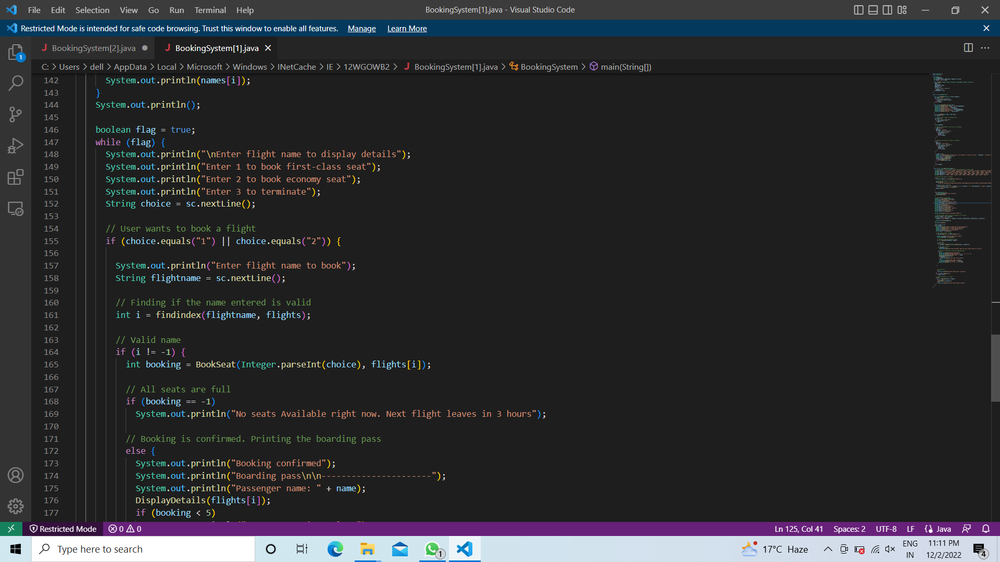 File Edit Selection View Go Run Terminal Help BookingSystem[1].java - Visual Studio Code
Restricted Mode is intended for safe code browsing. Trust this window to enable all features. Manage Learn More
J BookingSystem[2].java J BookingSystem[1].java
1
C: > Users > dell > AppData > Local > Microsoft > Windows > INetCache > IE > 12WGOWB2 > J BookingSystem[1].java > BookingSystem > main(String[])
142 System.out.println(names[i]);
143 }
144 System.out.println();
145
146 boolean flag = true;
147 while (flag) {
148 System.out.println("\nEnter flight name to display details");
149 System.out.println("Enter 1 to book first-class seat");
150 System.out.println("Enter 2 to book economy seat");
151 System.out.println("Enter 3 to terminate");
152 String choice = sc.nextLine();
153
154 // User wants to book a flight
155 if (choice.equals("1") || choice.equals("2")) {
156
157 System.out.println("Enter flight name to book");
158 String flightname = sc.nextLine();
159
160 // Finding if the name entered is valid
161 int i = findindex(flightname, flights);
162
163 // Valid name
164 if (i != -1) {
165 int booking = BookSeat(Integer.parseInt(choice), flights[i]);
166
167 // All seats are full
168 if (booking == -1)
169 System.out.println("No seats Available right now. Next flight leaves in 3 hours");
170
171 // Booking is confirmed. Printing the boarding pass
172 else {
173 System.out.println("Booking confirmed");
174 System.out.println("Boarding pass\n\n----------------------");
175 System.out.println("Passenger name: " + name);
176 DisplayDetails(flights[i]);
177 if (booking < 5)
Restricted Mode 0 0 Ln 125, Col 41 Spaces: 2 UTF-8 LF Java
Type here to search 1 17°C Haze ENG IN 11:11 PM 12/2/2022 4